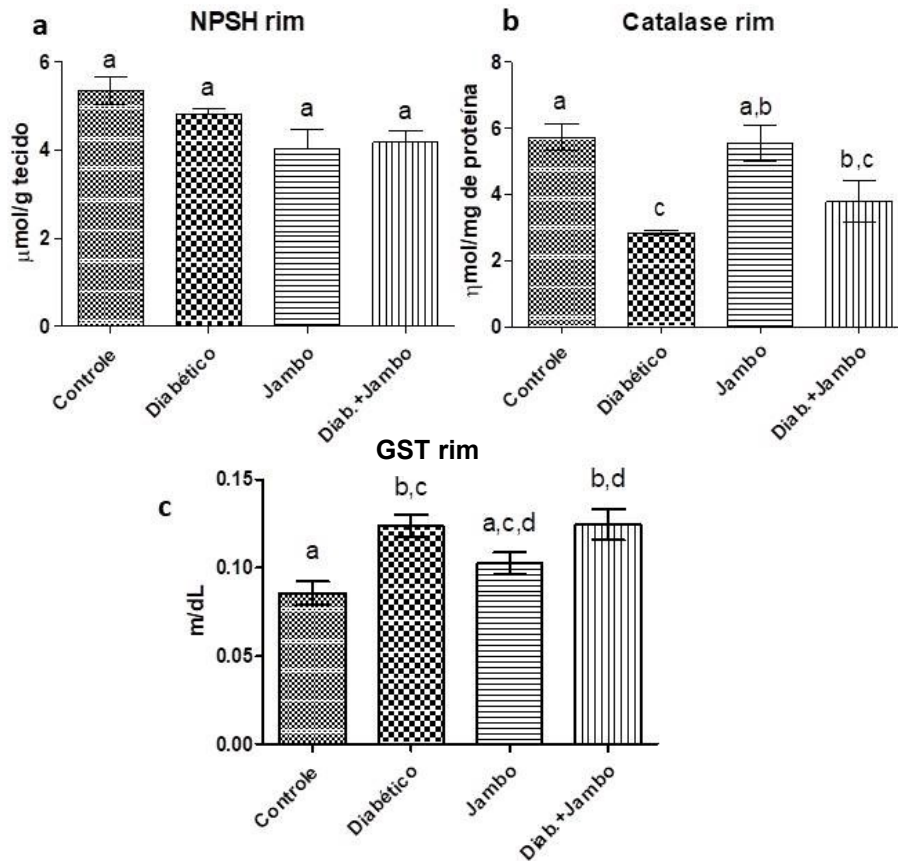 a
NPSH rim
a
a
a
a
6
4
2
0
μmol/g tecido
Controle
Diabético
Jambo
Diab.+Jambo
b
Catalase rim
a
c
a,b
b,c
8
6
4
2
0
ηmol/mg de proteína
Controle
Diabético
Jambo
Diab.+Jambo
c
GST rim
a
b,c
a,c,d
b,d
0.15
0.10
0.05
0.00
m/dL
Controle
Diabético
Jambo
Diab.+Jambo